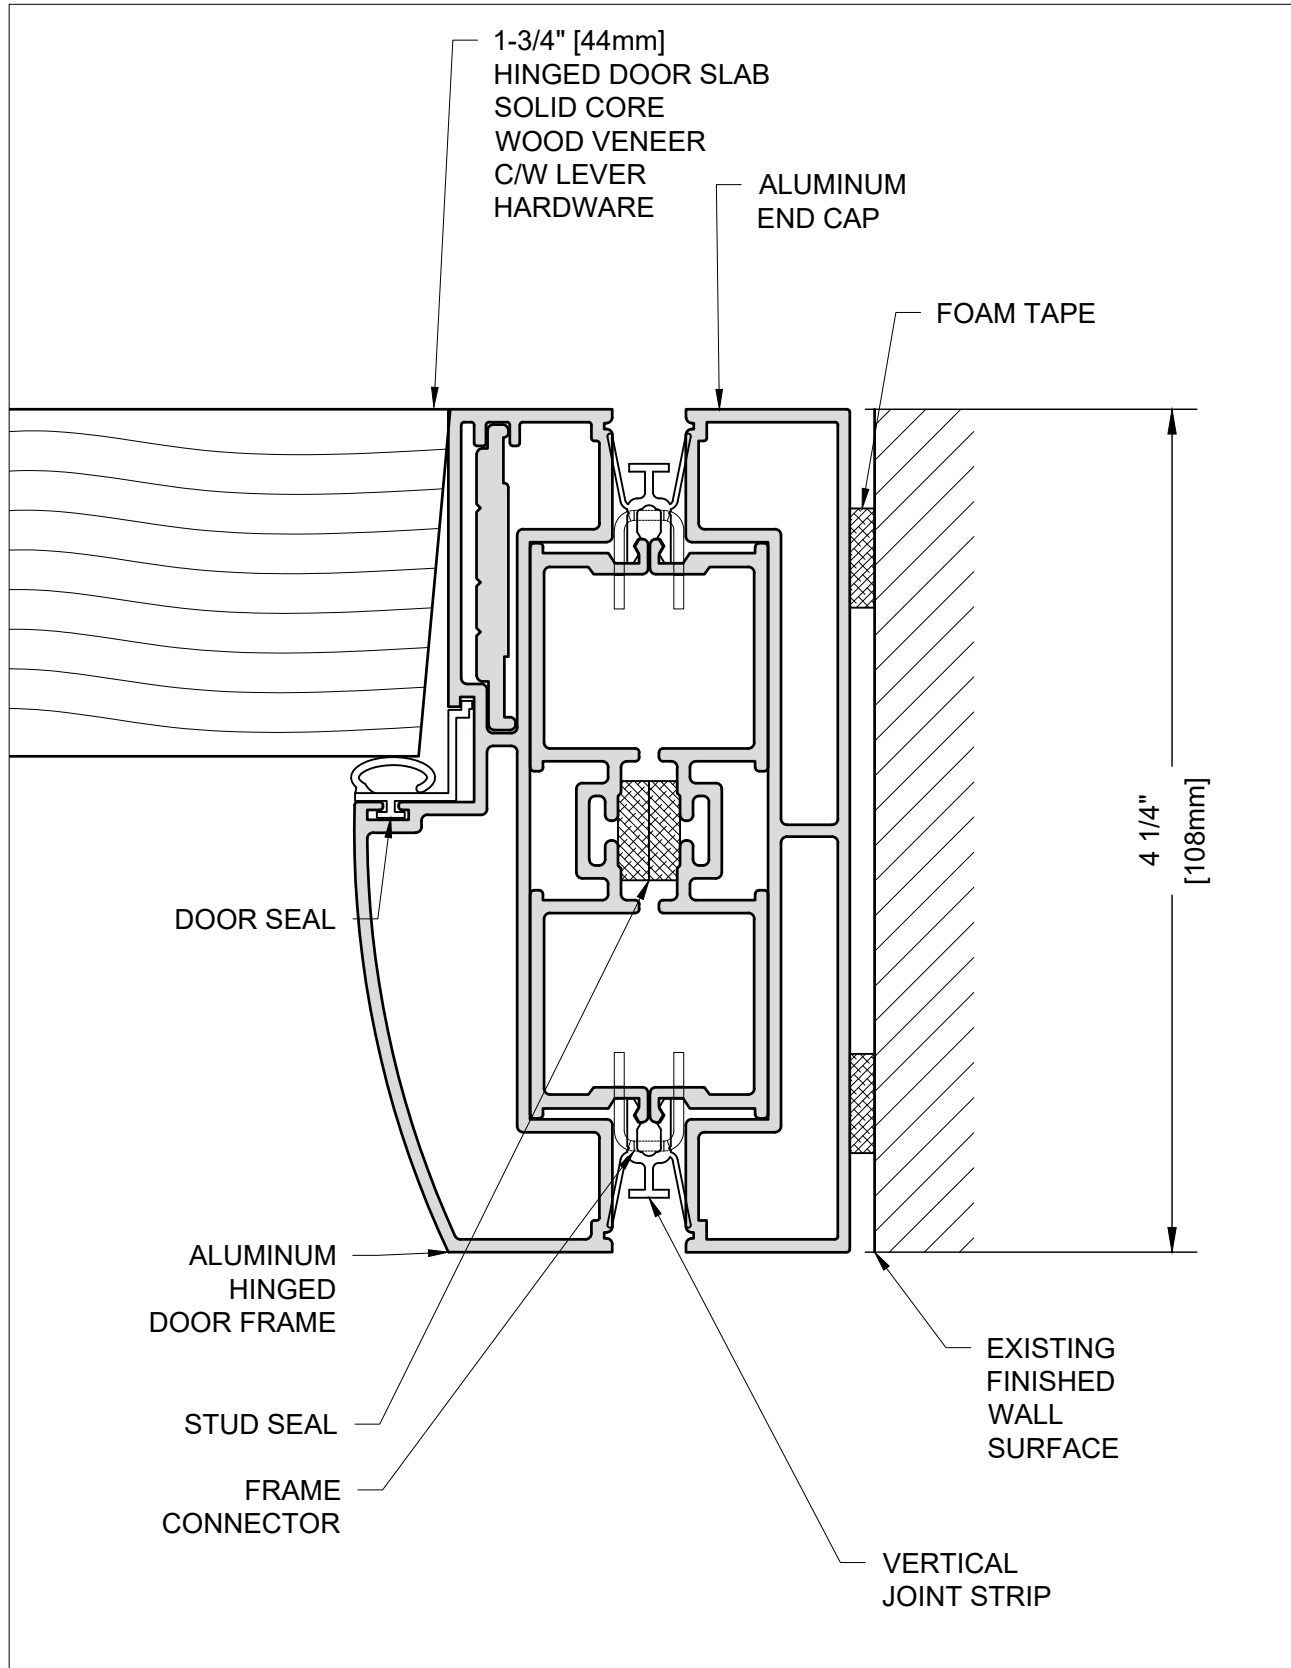 1-3/4" [44mm]
HINGED DOOR SLAB
SOLID CORE
WOOD VENEER
C/W LEVER
HARDWARE
ALUMINUM
END CAP
FOAM TAPE
4 1/4"
[108mm]
DOOR SEAL
ALUMINUM
HINGED
DOOR FRAME
EXISTING
FINISHED
WALL
SURFACE
STUD SEAL
FRAME
CONNECTOR
VERTICAL
JOINT STRIP